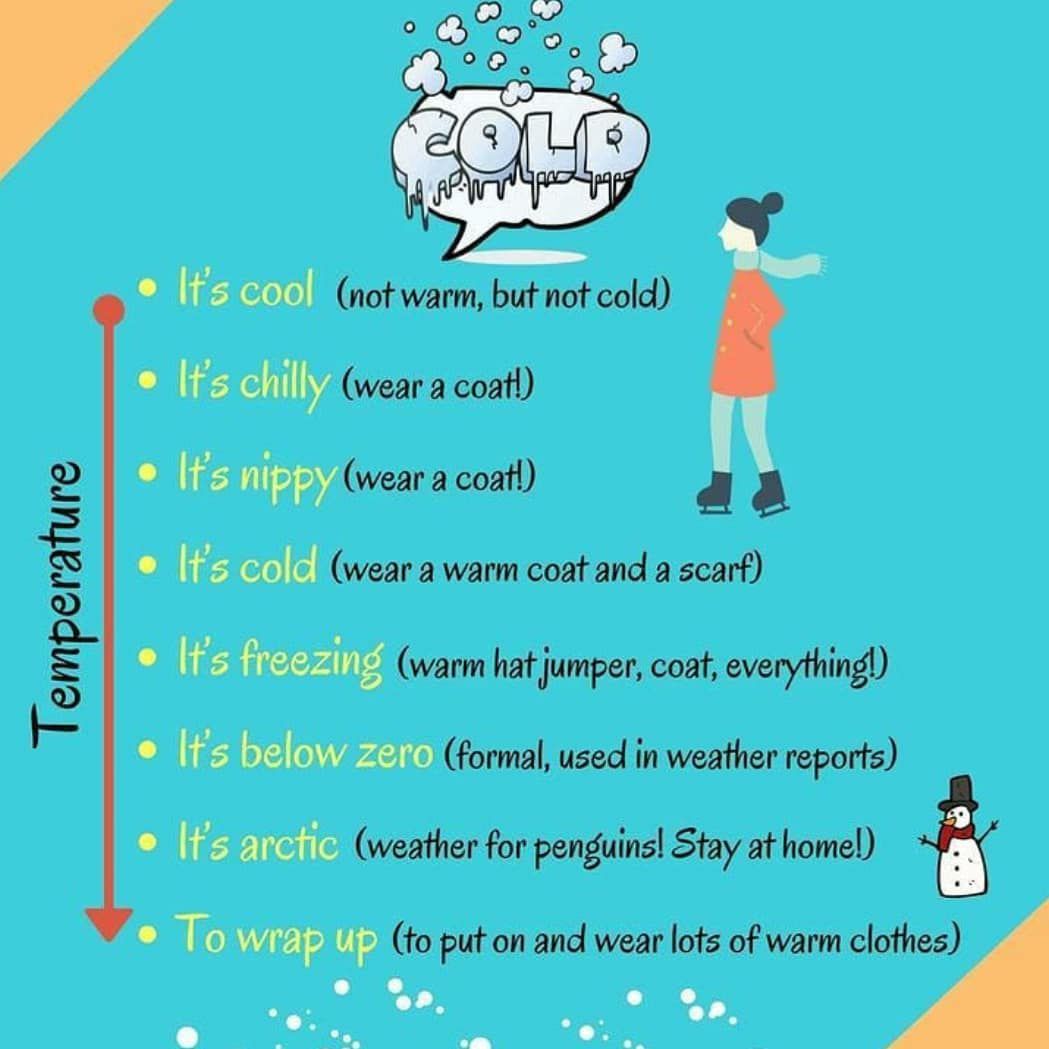 COLD
• It's cool (not warm, but not cold)
• It's chilly (wear a coat!)
• It's nippy (wear a coat!)
• It's cold (wear a warm coat and a scarf)
• It's freezing (warm hat jumper, coat, everything!)
• It's below zero (formal, used in weather reports)
• It's arctic (weather for penguins! Stay at home!)
• To wrap up (to put on and wear lots of warm clothes)
Temperature